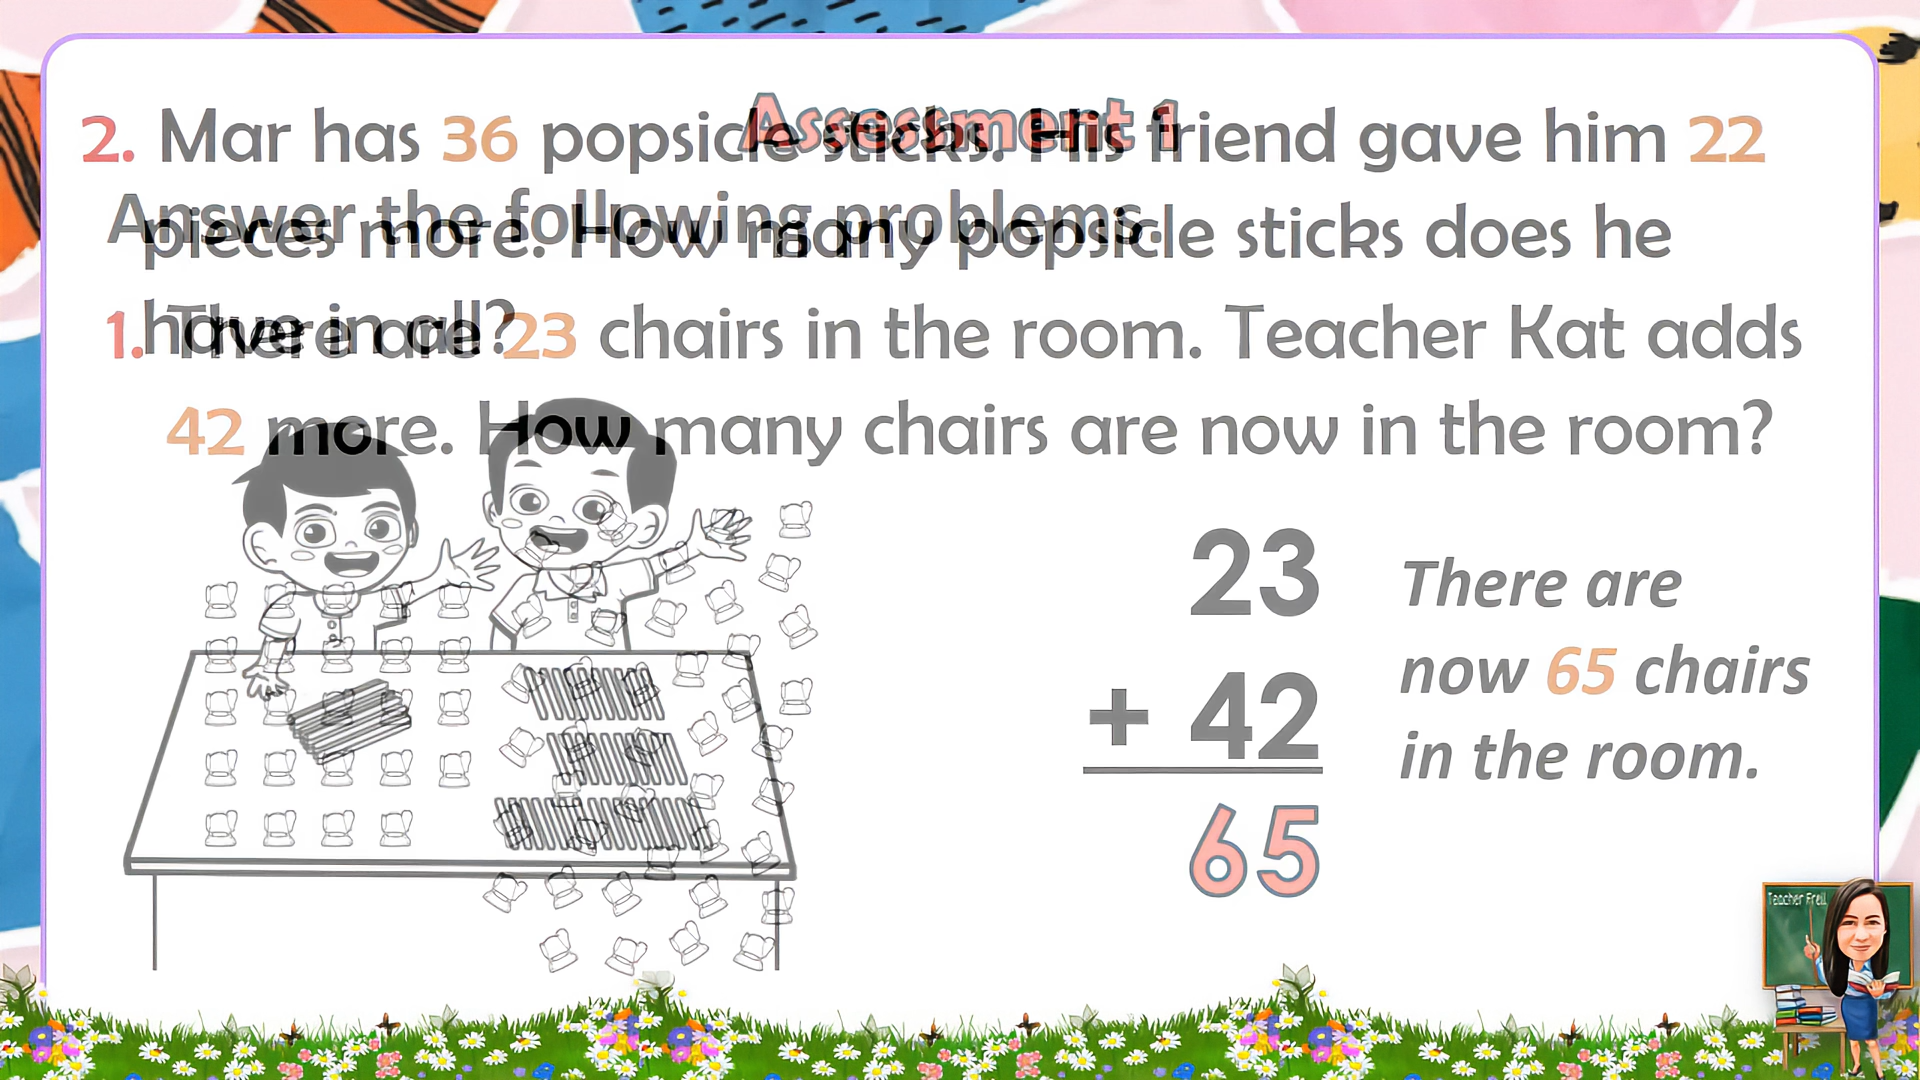 Assessment 1
Answer the following problems.
1. There are 23 chairs in the room. Teacher Kat adds
42 more. How many chairs are now in the room?
2. Mar has 36 popsicle sticks. His friend gave him 22
pieces more. How many popsicle sticks does he
have in all?
23
+ 42
65
There are
now 65 chairs
in the room.
Teacher Frell